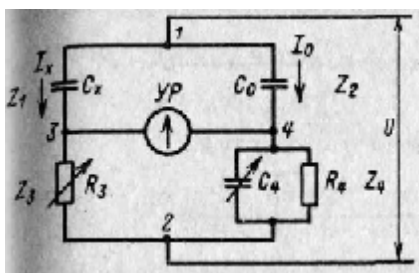 1
Iₓ
I₀
Z₁
Cₓ
C₀
Z₂
УР
3
4
U
Z₃
R₃
C₄
R₄
Z₄
2